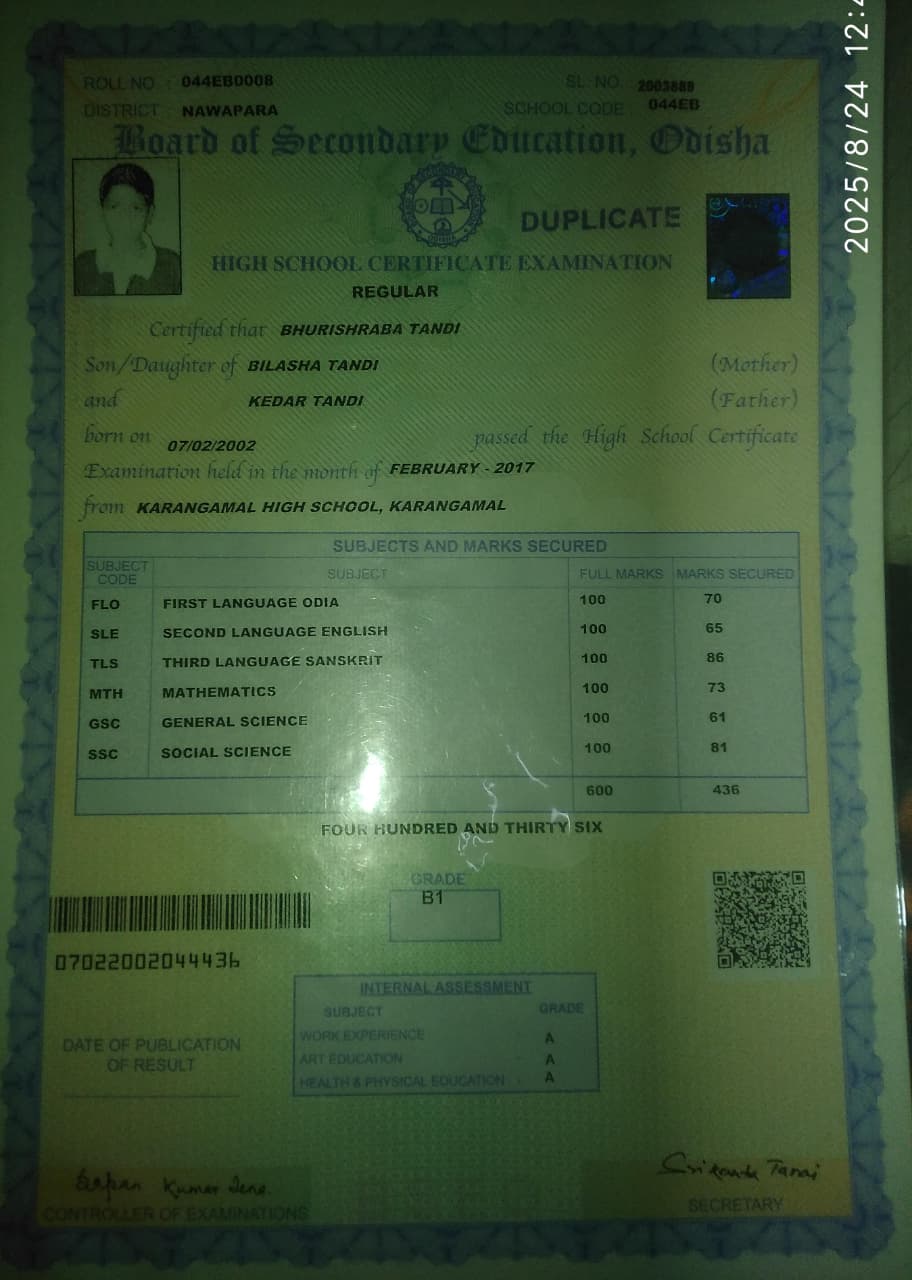 ROLL NO : 044EB0008
SL. NO. 2003888
DISTRICT : NAWAPARA
SCHOOL CODE 044EB
Board of Secondary Education, Odisha
DUPLICATE
HIGH SCHOOL CERTIFICATE EXAMINATION
REGULAR
Certified that BHURISHRABA TANDI
Son/Daughter of BILASHA TANDI (Mother)
and KEDAR TANDI (Father)
born on 07/02/2002 passed the High School Certificate
Examination held in the month of FEBRUARY - 2017
from KARANGAMAL HIGH SCHOOL, KARANGAMAL
SUBJECTS AND MARKS SECURED
SUBJECT CODE SUBJECT FULL MARKS MARKS SECURED
FLO FIRST LANGUAGE ODIA 100 70
SLE SECOND LANGUAGE ENGLISH 100 65
TLS THIRD LANGUAGE SANSKRIT 100 86
MTH MATHEMATICS 100 73
GSC GENERAL SCIENCE 100 61
SSC SOCIAL SCIENCE 100 81
600 436
FOUR HUNDRED AND THIRTY SIX
GRADE
B1
07022002044436
INTERNAL ASSESSMENT
SUBJECT GRADE
WORK EXPERIENCE A
ART EDUCATION A
HEALTH & PHYSICAL EDUCATION A
DATE OF PUBLICATION
OF RESULT
Kumar
CONTROLLER OF EXAMINATIONS
SECRETARY
2025/8/24 12:4